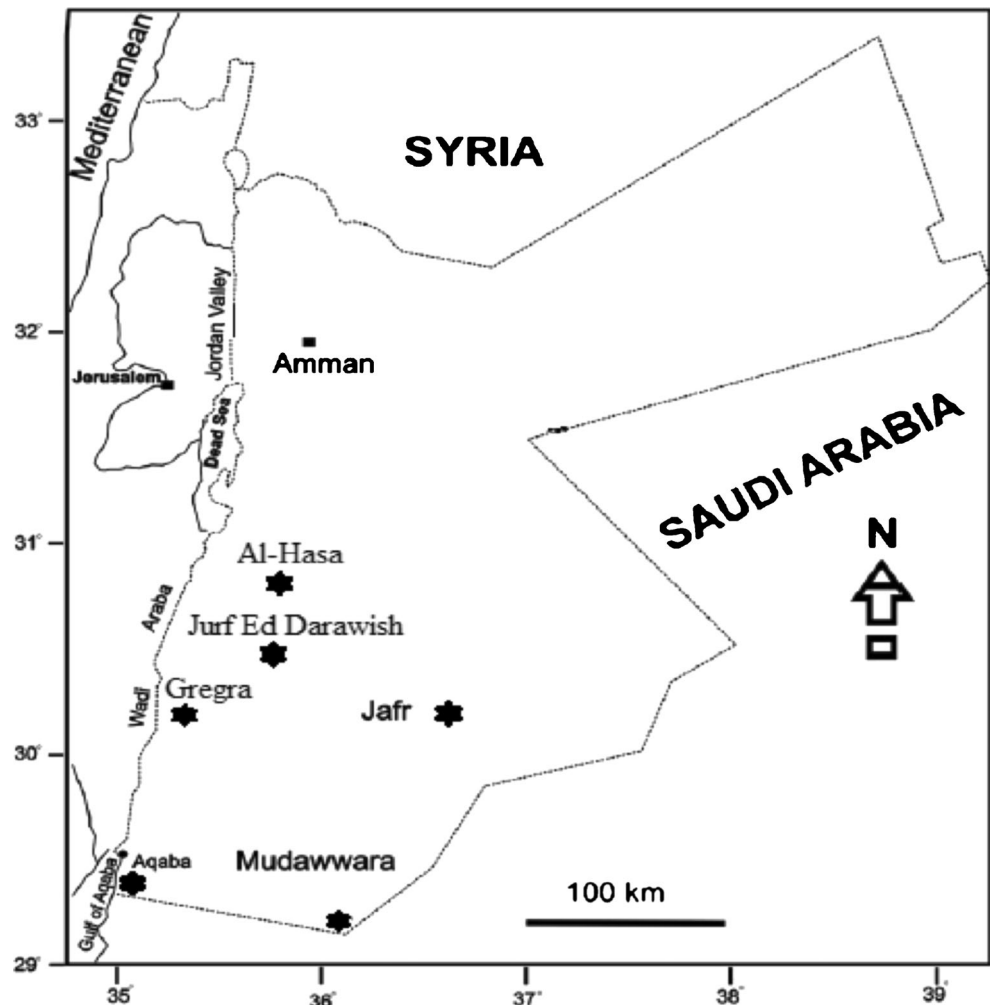 Mediterranean
33°
SYRIA
Jordan Valley
32°
Amman
Jerusalem
Dead Sea
SAUDI ARABIA
N
31°
Al-Hasa
Araba
Jurf Ed Darawish
Gregra
Wadi
Jafr
30°
Aqaba
Mudawwara
Gulf of Aqaba
100 km
29°
35°
36°
37°
38°
39°